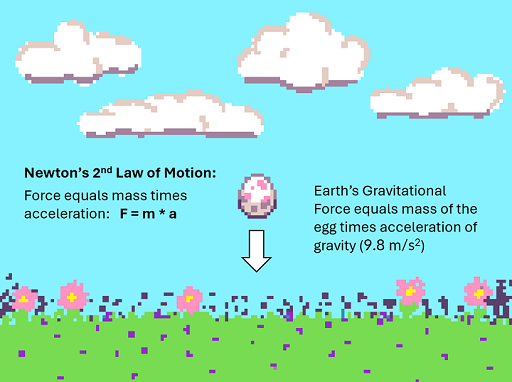 Newton's 2nd Law of Motion:
Force equals mass times
acceleration: F = m * a
Earth's Gravitational
Force equals mass of the
egg times acceleration of
gravity (9.8 m/s²)